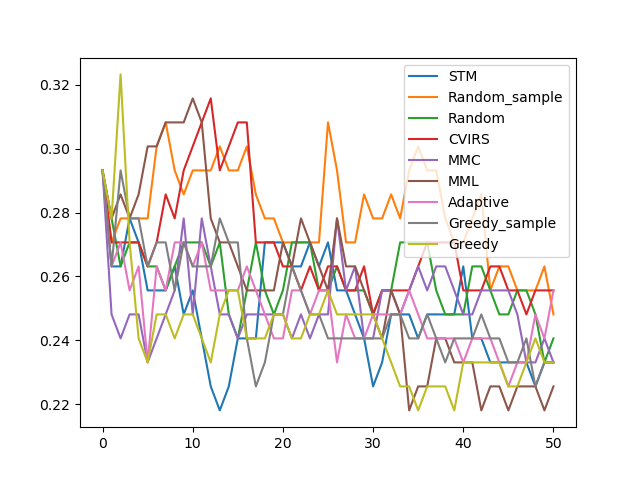 0.32
0.30
0.28
0.26
0.24
0.22
0
10
20
30
40
50
STM
Random_sample
Random
CVIRS
MMC
MML
Adaptive
Greedy_sample
Greedy